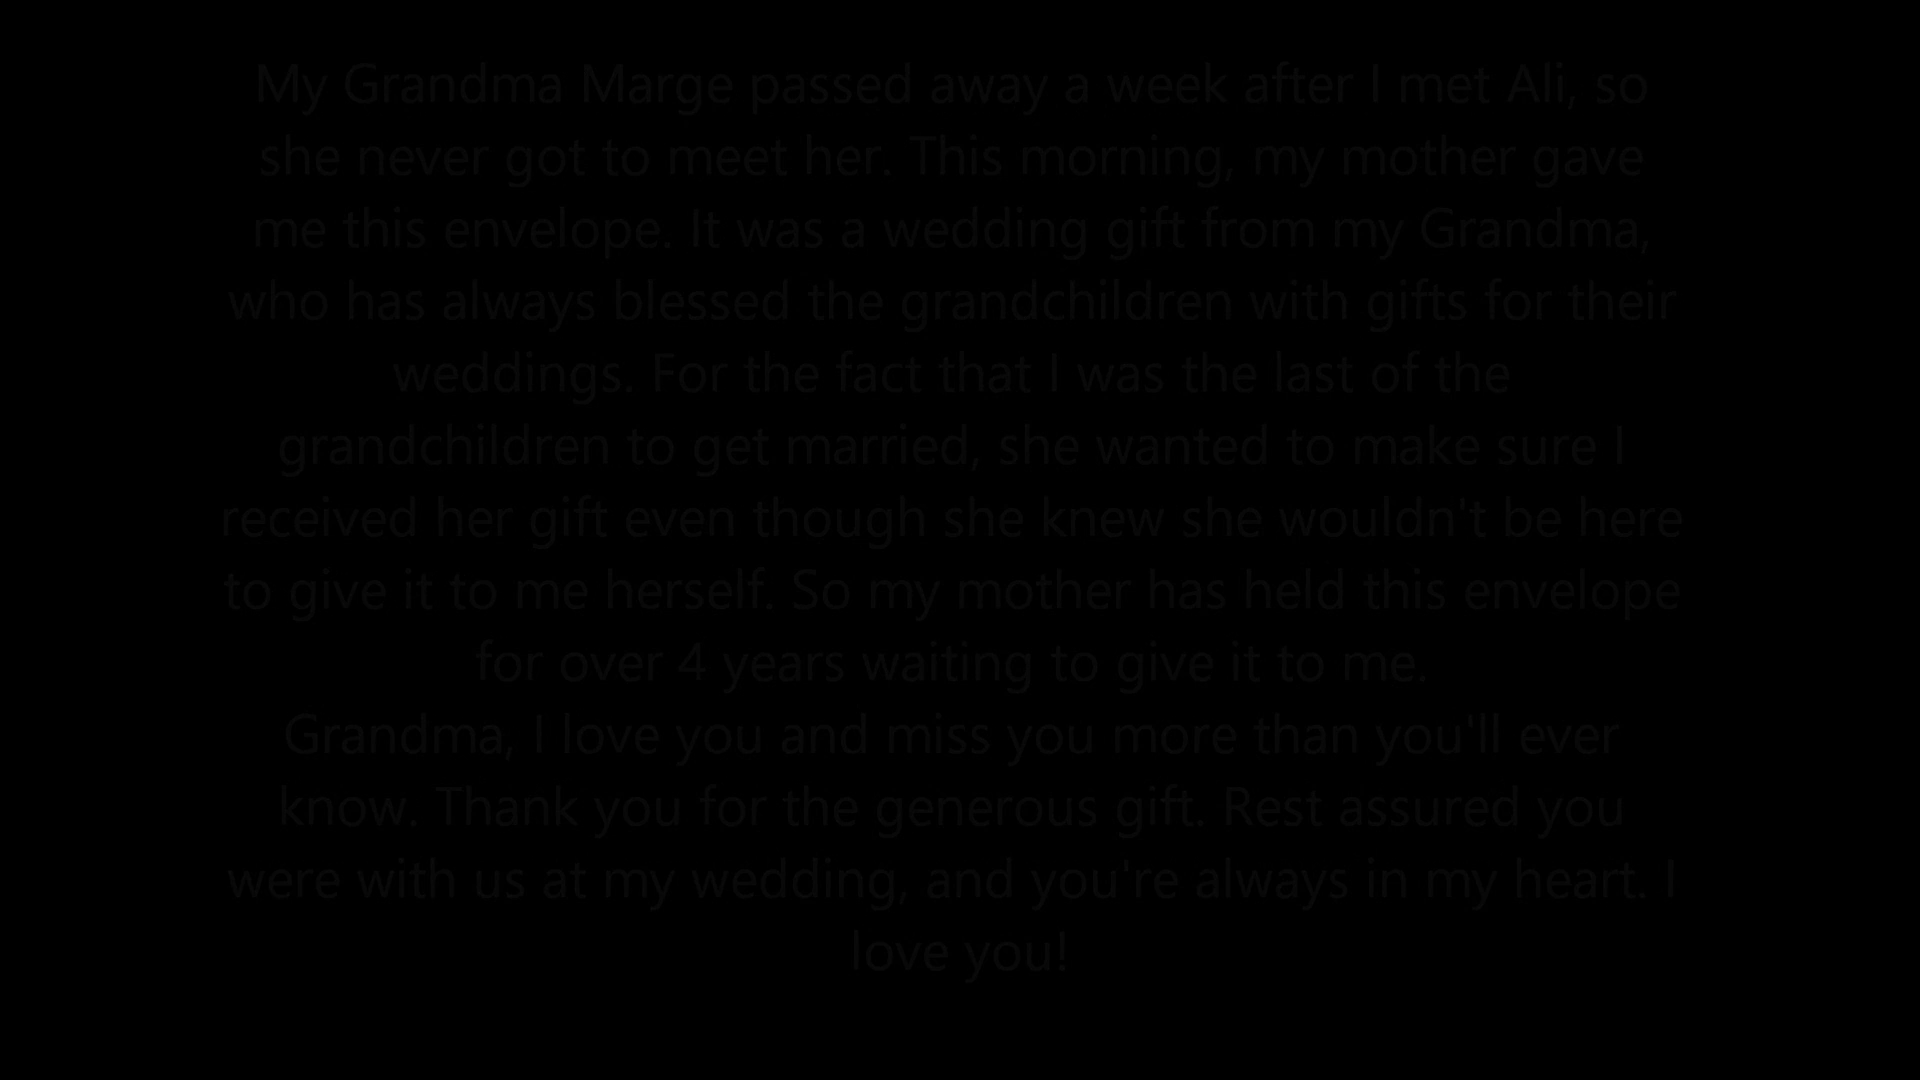 My Grandma Marge passed away a week after I met Ali, so
she never got to meet her. This morning, my mother gave
me this envelope. It was a wedding gift from my Grandma,
who has always blessed the grandchildren with gifts for their
weddings. For the fact that I was the last of the
grandchildren to get married, she wanted to make sure I
received her gift even though she knew she wouldn't be here
to give it to me herself. So my mother has held this envelope
for over 4 years waiting to give it to me.
Grandma, I love you and miss you more than you'll ever
know. Thank you for the generous gift. Rest assured you
were with us at my wedding, and you're always in my heart. I
love you!